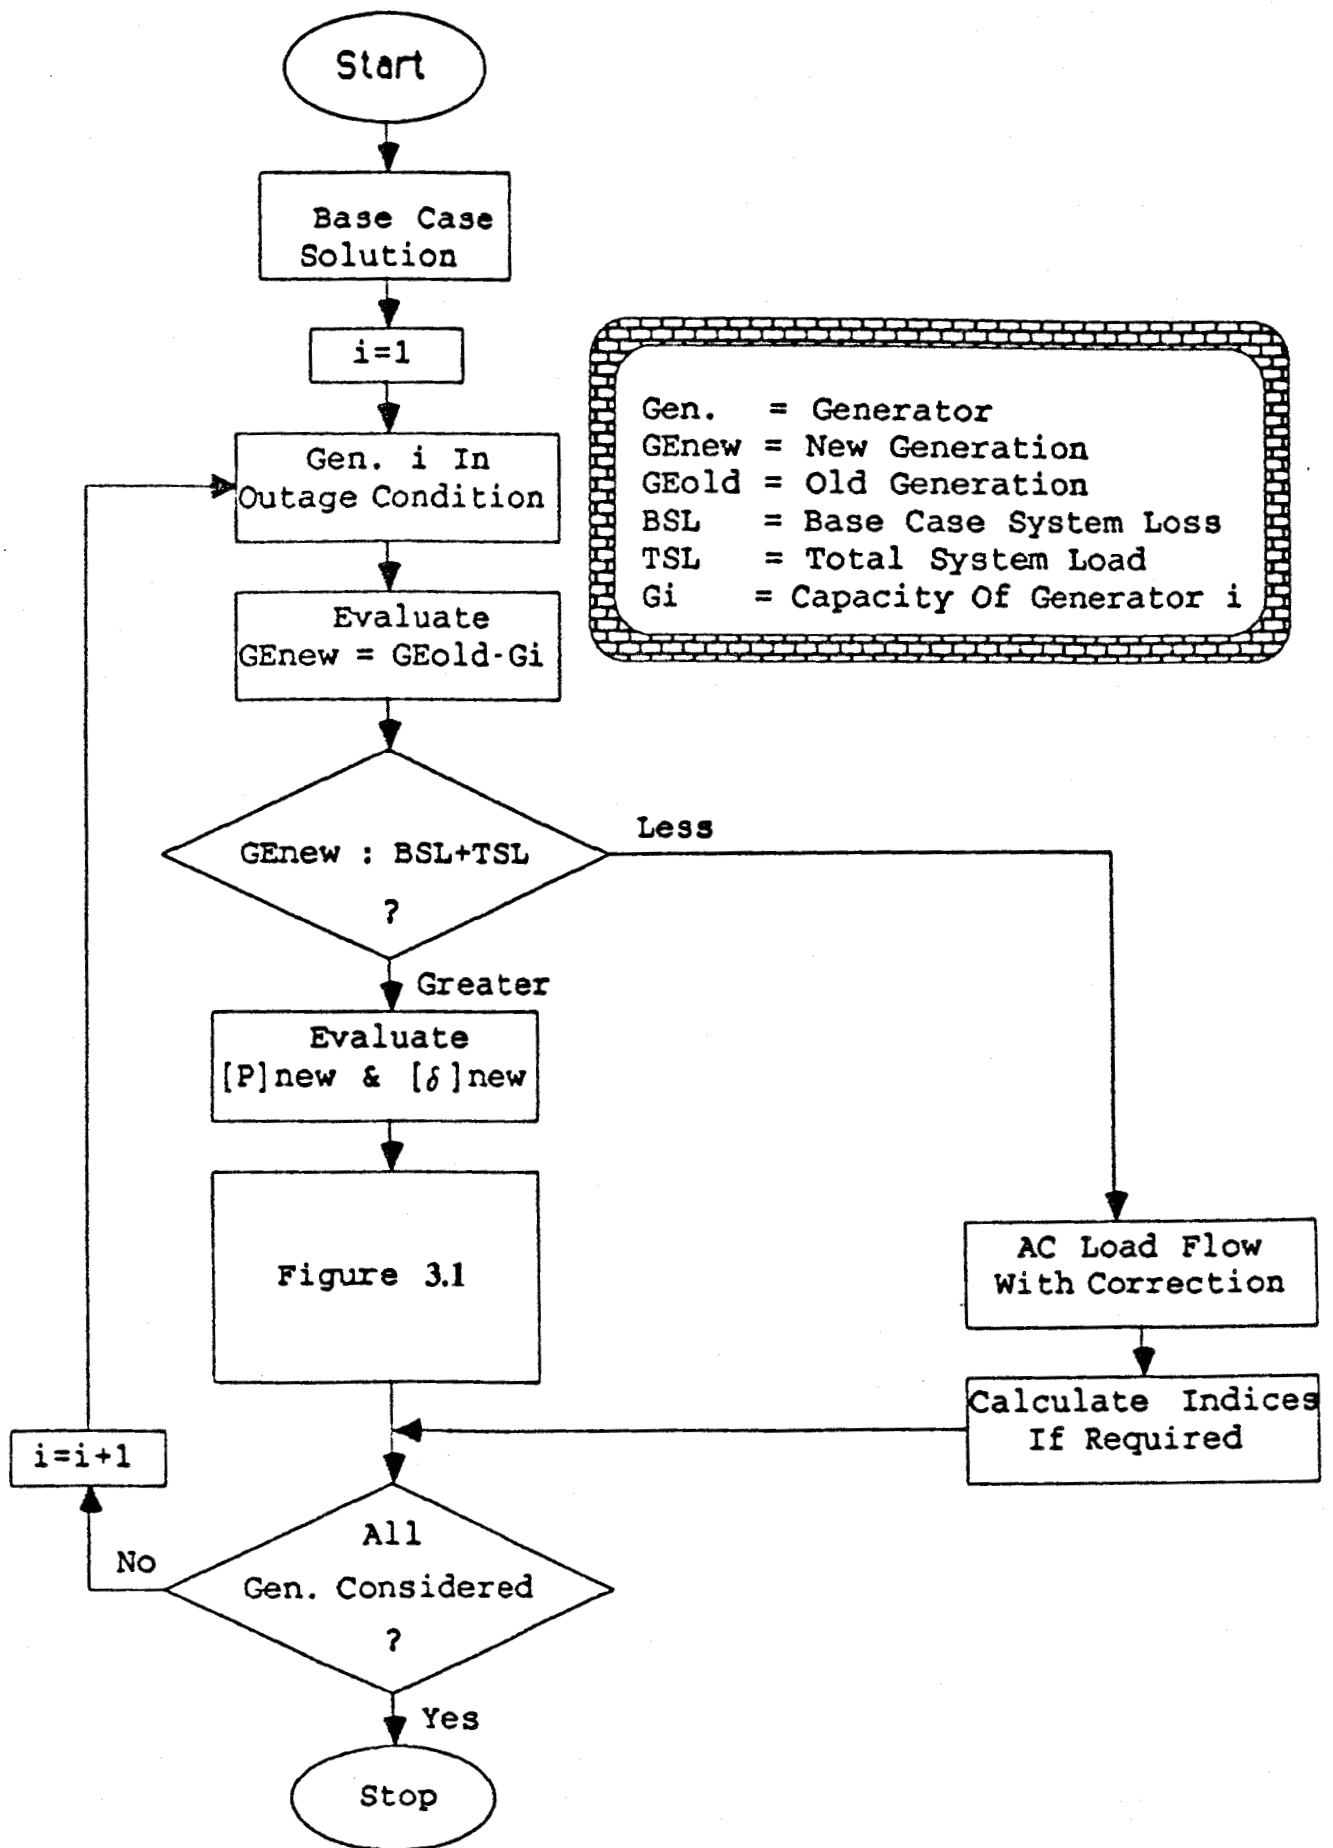 Start
Base Case
Solution
i=1
Gen. i In
Outage Condition
Evaluate
GEnew = GEold-Gi
Gen. = Generator
GEnew = New Generation
GEold = Old Generation
BSL = Base Case System Loss
TSL = Total System Load
Gi = Capacity Of Generator i
GEnew : BSL+TSL
?
Less
Greater
Evaluate
[P]new & [δ]new
Figure 3.1
AC Load Flow
With Correction
Calculate Indices
If Required
i=i+1
No
All
Gen. Considered
?
Yes
Stop